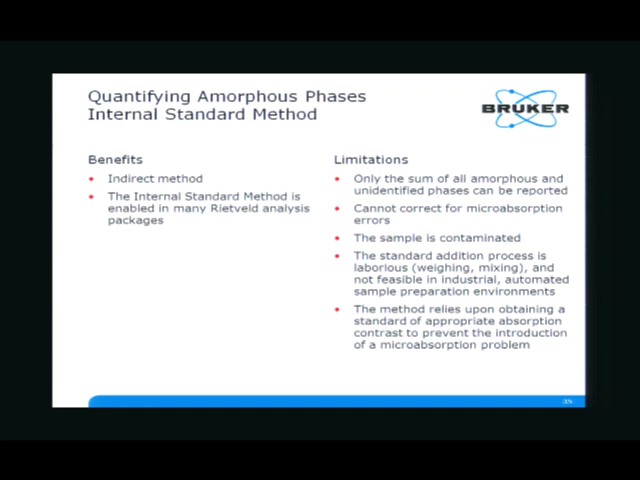 Quantifying Amorphous Phases
Internal Standard Method
BRUKER
Benefits
• Indirect method
• The Internal Standard Method is
enabled in many Rietveld analysis
packages
Limitations
• Only the sum of all amorphous and
unidentified phases can be reported
• Cannot correct for microabsorption
errors
• The sample is contaminated
• The standard addition process is
laborious (weighing, mixing), and
not feasible in industrial, automated
sample preparation environments
• The method relies upon obtaining a
standard of appropriate absorption
contrast to prevent the introduction
of a microabsorption problem